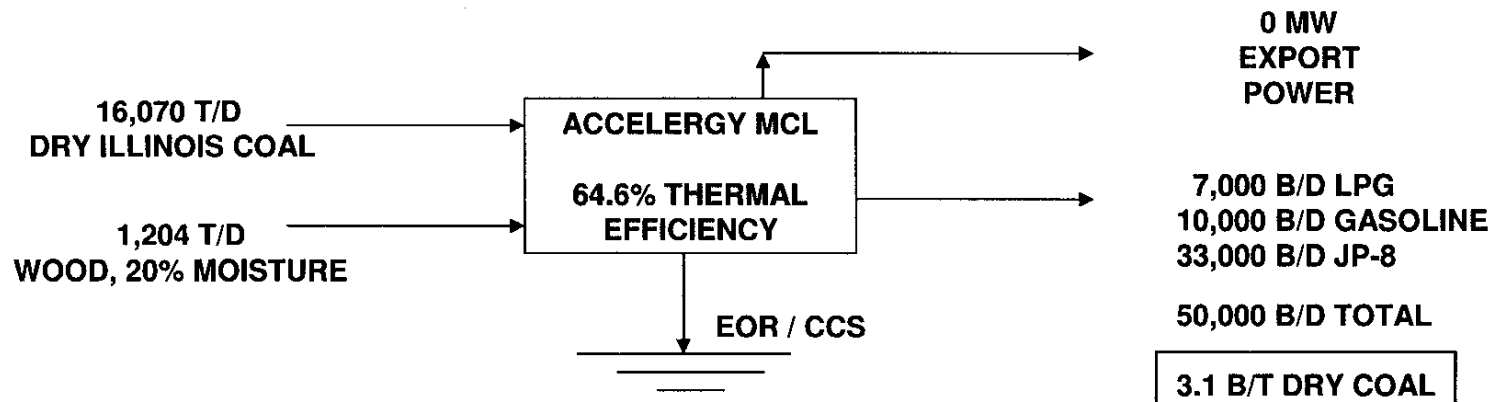 16,070 T/D
DRY ILLINOIS COAL
1,204 T/D
WOOD, 20% MOISTURE
ACCELERGY MCL
64.6% THERMAL
EFFICIENCY
EOR / CCS
0 MW
EXPORT
POWER
7,000 B/D LPG
10,000 B/D GASOLINE
33,000 B/D JP-8
50,000 B/D TOTAL
3.1 B/T DRY COAL